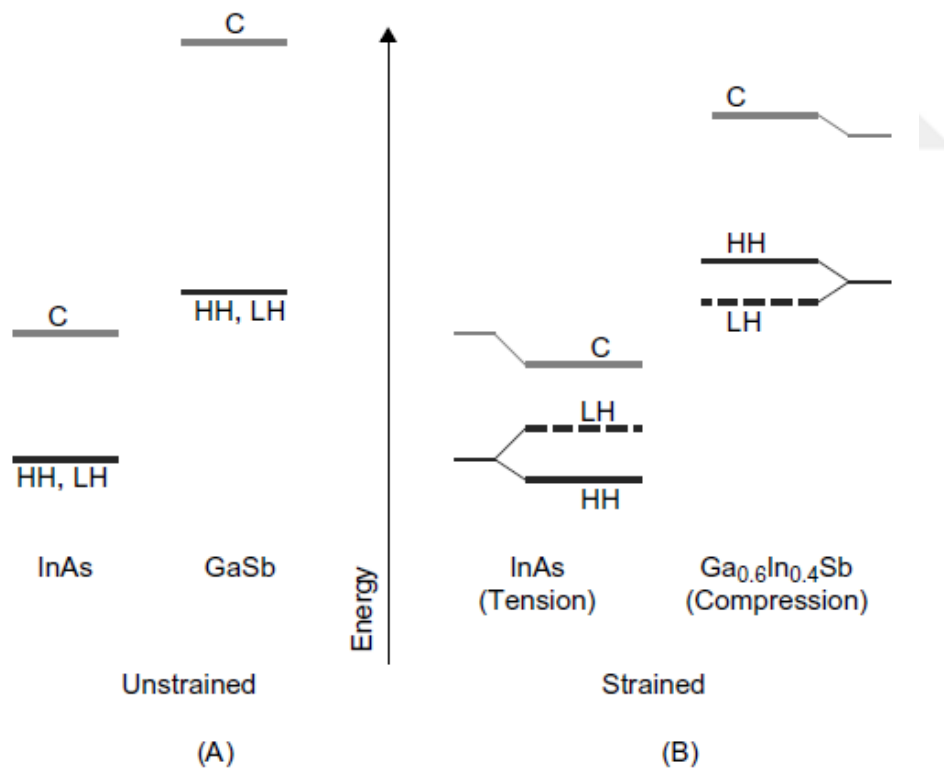 C
C
HH, LH
HH, LH
InAs
GaSb
Unstrained
(A)
Energy
C
C
HH
LH
LH
HH
InAs
(Tension)
Ga₀.₆In₀.₄Sb
(Compression)
Strained
(B)